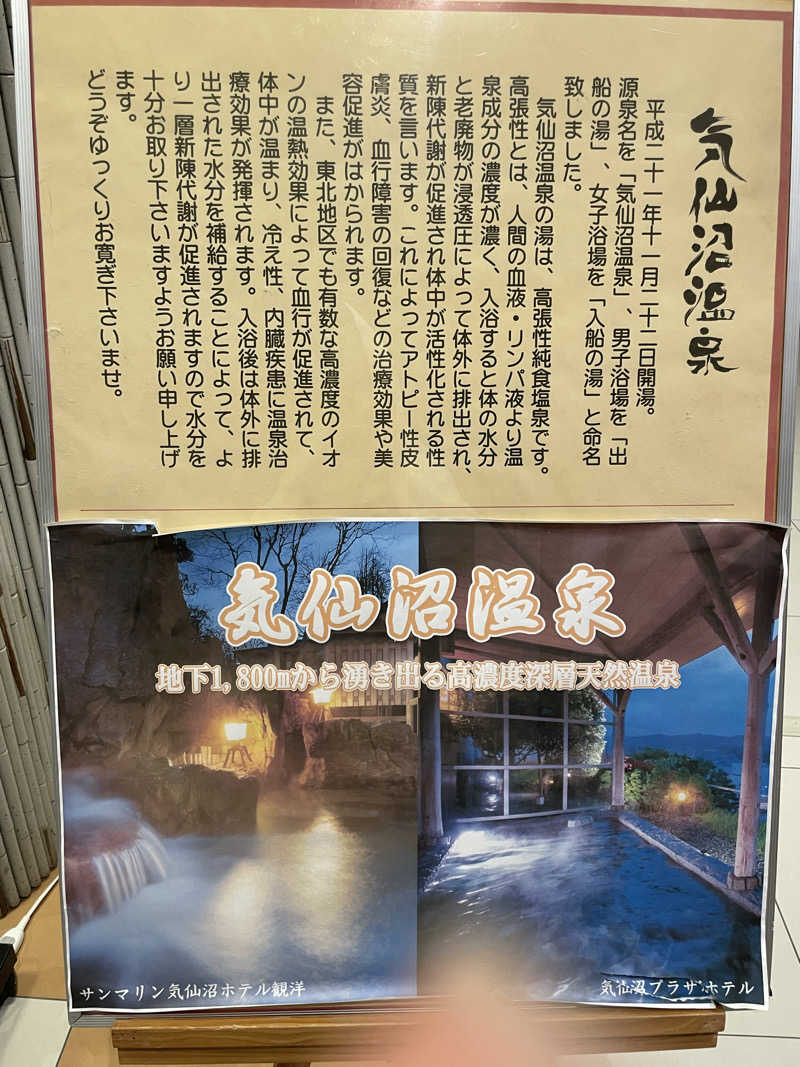 気仙沼温泉
平成二十一年十一月二十二日開湯。
源泉名を「気仙沼温泉」、男子浴場を「出
船の湯」、女子浴場を「入船の湯」と命名
致しました。
気仙沼温泉の湯は、高張性純食塩泉です。
高張性とは、人間の血液・リンパ液より温
泉成分の濃度が濃く、入浴すると体の水分
と老廃物が浸透圧によって体外に排出され、
新陳代謝が促進され体中が活性化される性
質を言います。これによってアトピー性皮
膚炎、血行障害の回復などの治療効果や美
容促進がはかられます。
また、東北地区でも有数な高濃度のイオ
ンの温熱効果によって血行が促進されて、
体中が温まり、冷え性、内臓疾患に温泉治
療効果が発揮されます。入浴後は体外に排
出された水分を補給することによって、よ
り一層新陳代謝が促進されますので水分を
十分お取り下さいますようお願い申し上げ
ます。
どうぞゆっくりお寛ぎ下さいませ。
気仙沼温泉
地下1,800mから湧き出る高濃度深層天然温泉
サンマリン気仙沼ホテル観洋
気仙沼プラザホテル